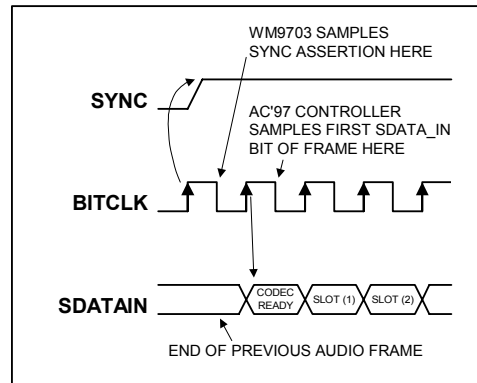 WM9703 SAMPLES
SYNC ASSERTION HERE
SYNC
AC'97 CONTROLLER
SAMPLES FIRST SDATA_IN
BIT OF FRAME HERE
BITCLK
SDATAIN
CODEC
READY
SLOT (1)
SLOT (2)
END OF PREVIOUS AUDIO FRAME